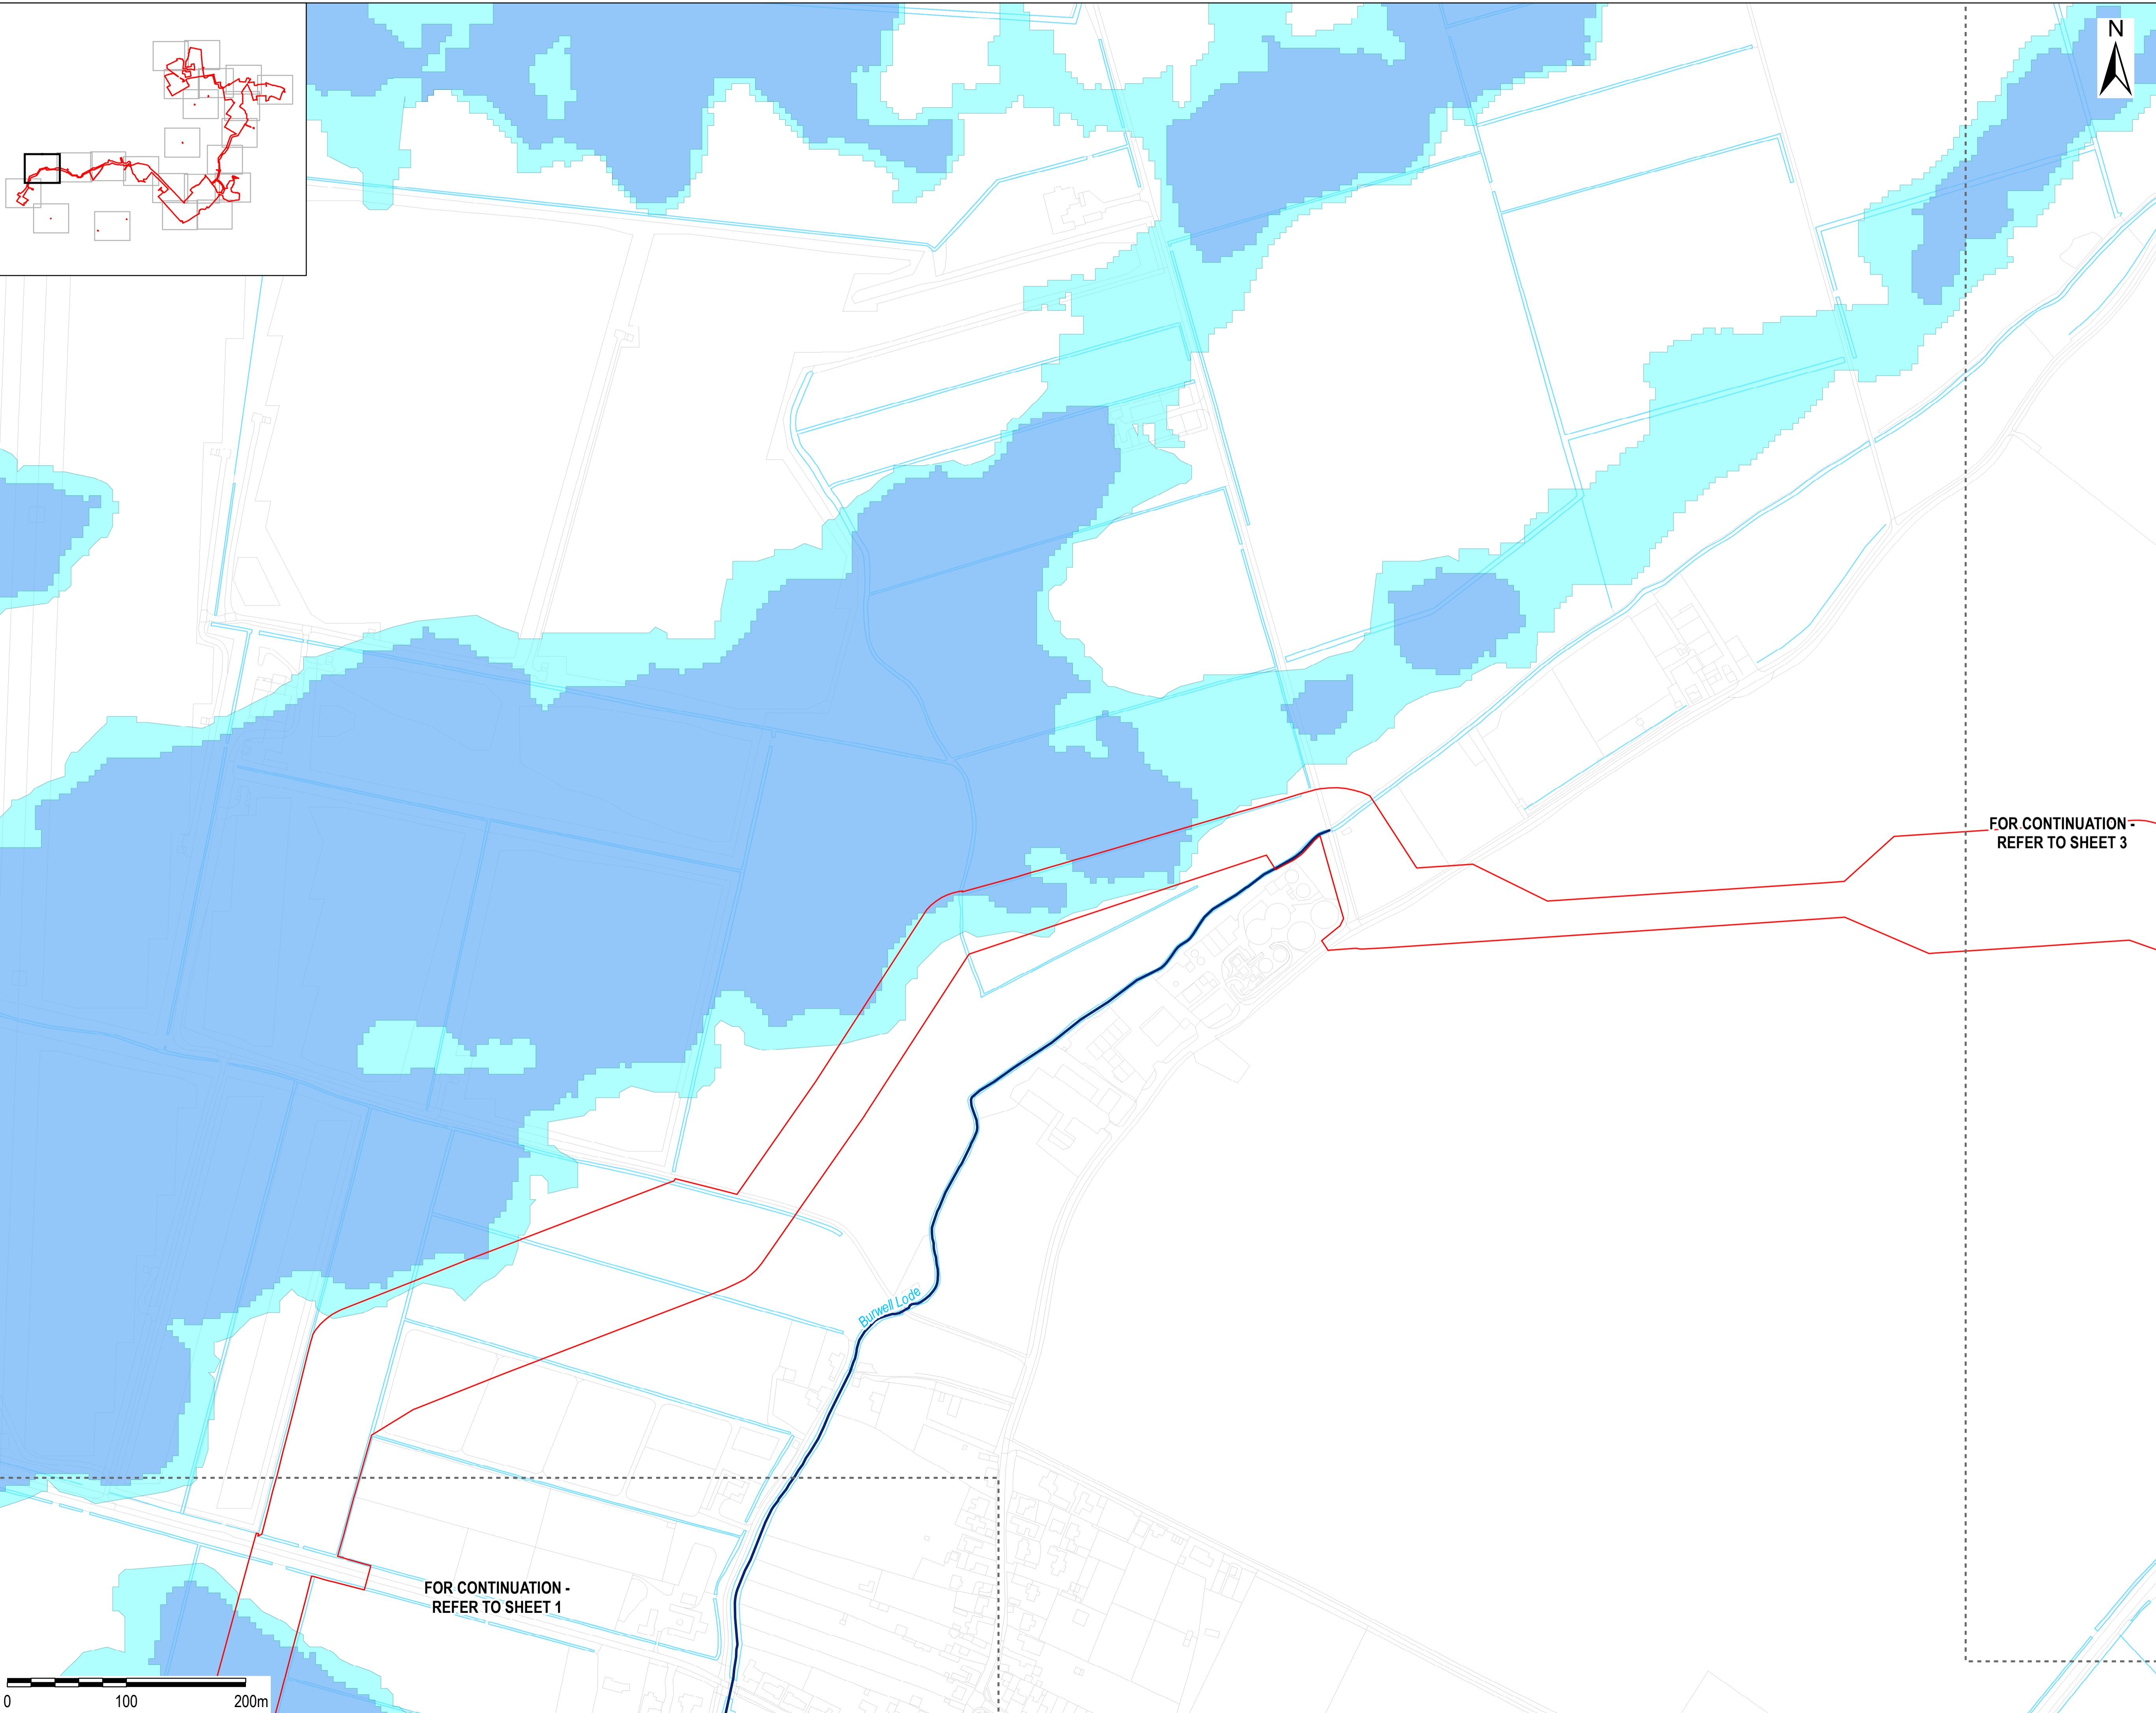 N
FOR CONTINUATION -
REFER TO SHEET 3
Burwell Lode
FOR CONTINUATION -
REFER TO SHEET 1
0 100 200m